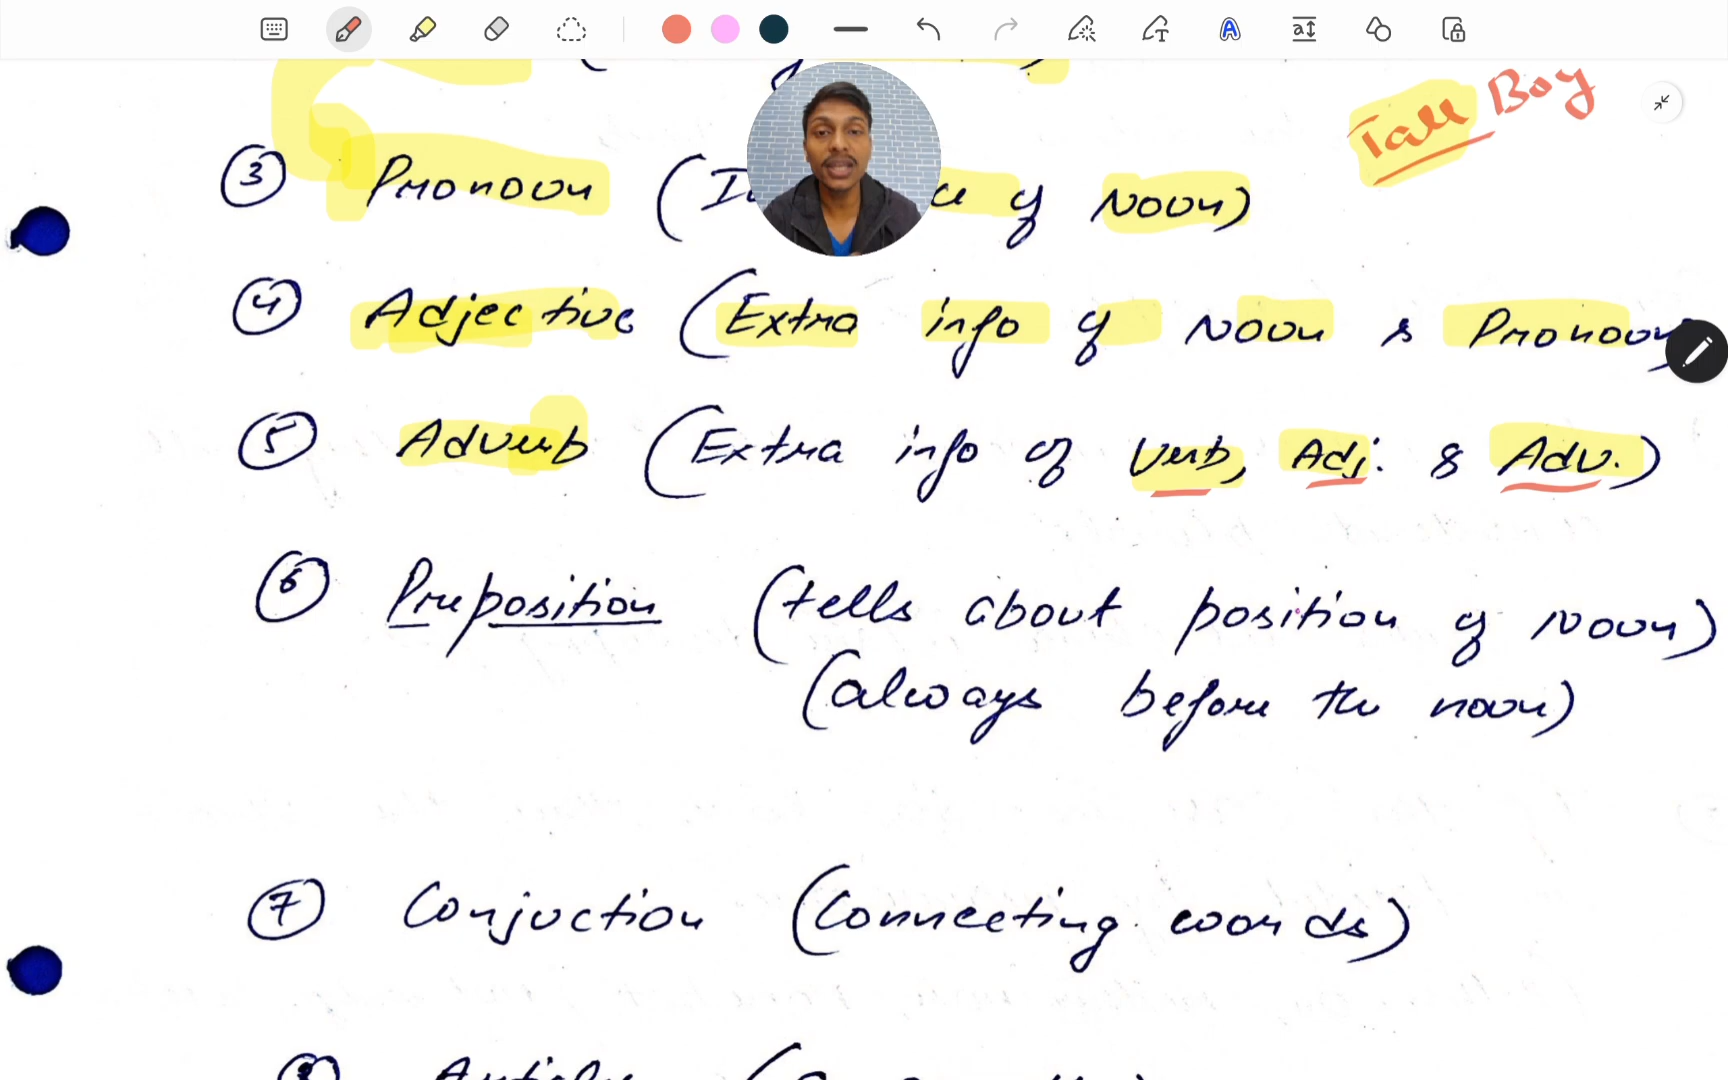 Tall Boy
③ Pronoun (I of Noun)
④ Adjective (Extra info of Noun & Pronoun
⑤ Adverb (Extra info of Verb, Adj. & Adv.)
⑥ Preposition (tells about position of Noun)
(always before the noun)
⑦ Conjuction (Connecting words)
⑧